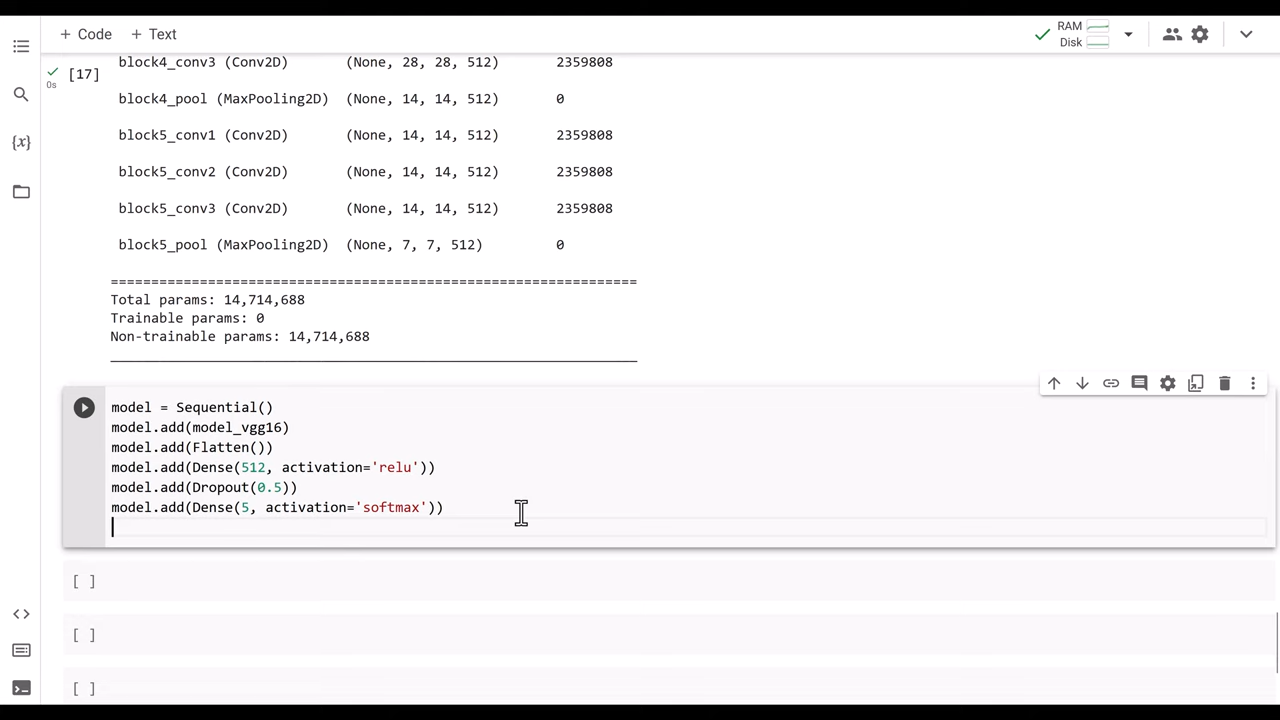 + Code + Text
RAM
Disk
[17]
0s
{x}
block4_conv3 (Conv2D) (None, 28, 28, 512) 2359808
block4_pool (MaxPooling2D) (None, 14, 14, 512) 0
block5_conv1 (Conv2D) (None, 14, 14, 512) 2359808
block5_conv2 (Conv2D) (None, 14, 14, 512) 2359808
block5_conv3 (Conv2D) (None, 14, 14, 512) 2359808
block5_pool (MaxPooling2D) (None, 7, 7, 512) 0
=================================================================
Total params: 14,714,688
Trainable params: 0
Non-trainable params: 14,714,688
_________________________________________________________________
model = Sequential()
model.add(model_vgg16)
model.add(Flatten())
model.add(Dense(512, activation='relu'))
model.add(Dropout(0.5))
model.add(Dense(5, activation='softmax'))
[ ]
[ ]
[ ]